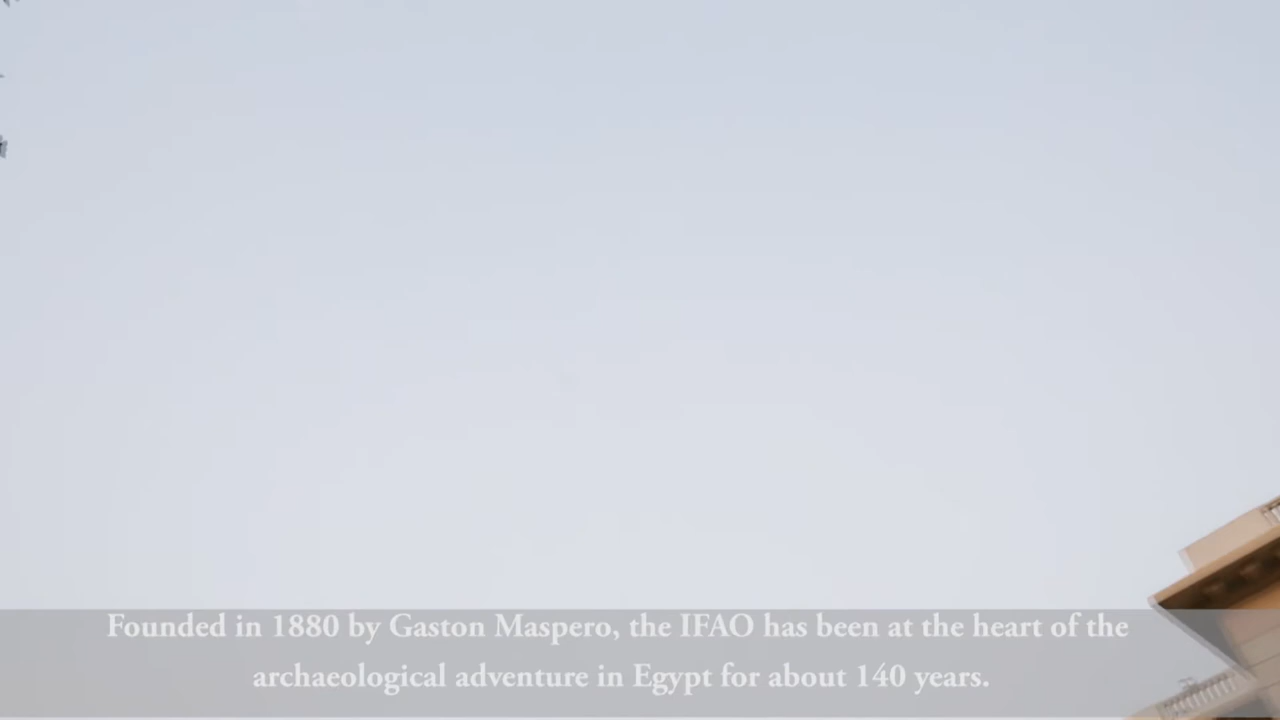 Founded in 1880 by Gaston Maspero, the IFAO has been at the heart of the
archaeological adventure in Egypt for about 140 years.